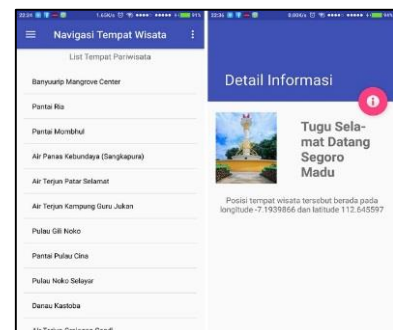 Navigasi Tempat Wisata
List Tempat Pariwisata
Banyuurip Mangrove Center
Pantai Ria
Pantai Mombhul
Air Panas Kebundaya (Sangkapura)
Air Terjun Patar Selamat
Air Terjun Kampung Guru Jukan
Pulau Gili Noko
Pantai Pulau Cina
Pulau Noko Selayar
Danau Kastoba
22:36
Detail Informasi
Tugu Sela-
mat Datang
Segoro
Madu
Posisi tempat wisata tersebut berada pada
longitude -7.1939866 dan latitude 112.645597